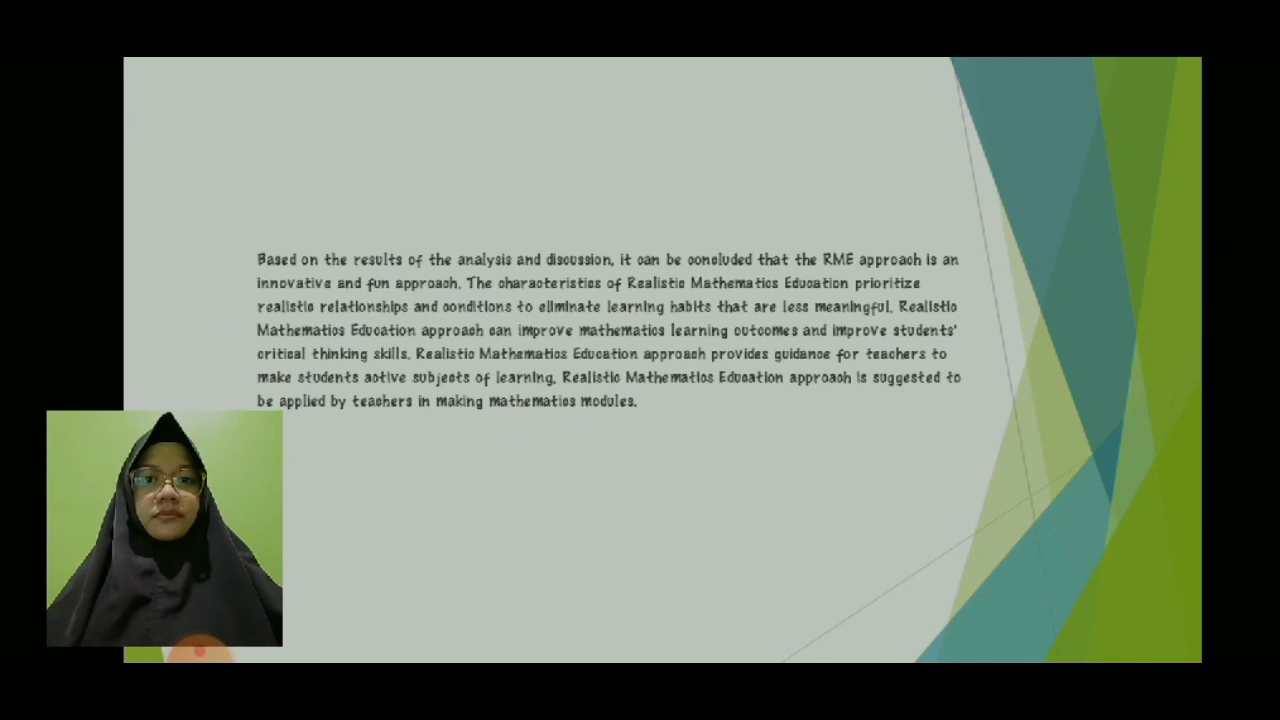 Based on the results of the analysis and discussion, it can be concluded that the RME approach is an
innovative and fun approach. The characteristics of Realistic Mathematics Education prioritize
realistic relationships and conditions to eliminate learning habits that are less meaningful. Realistic
Mathematics Education approach can improve mathematics learning outcomes and improve students'
critical thinking skills. Realistic Mathematics Education approach provides guidance for teachers to
make students active subjects of learning. Realistic Mathematics Education approach is suggested to
be applied by teachers in making mathematics modules.